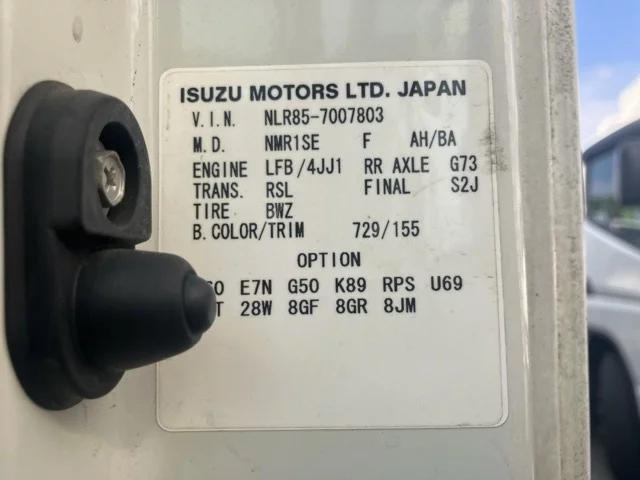 ISUZU MOTORS LTD. JAPAN
V.I.N. NLR85-7007803
M.D. NMR1SE F AH/BA
ENGINE LFB/4JJ1 RR AXLE G73
TRANS. RSL FINAL S2J
TIRE BWZ
B.COLOR/TRIM 729/155
OPTION
E7N G50 K89 RPS U69
28W 8GF 8GR 8JM